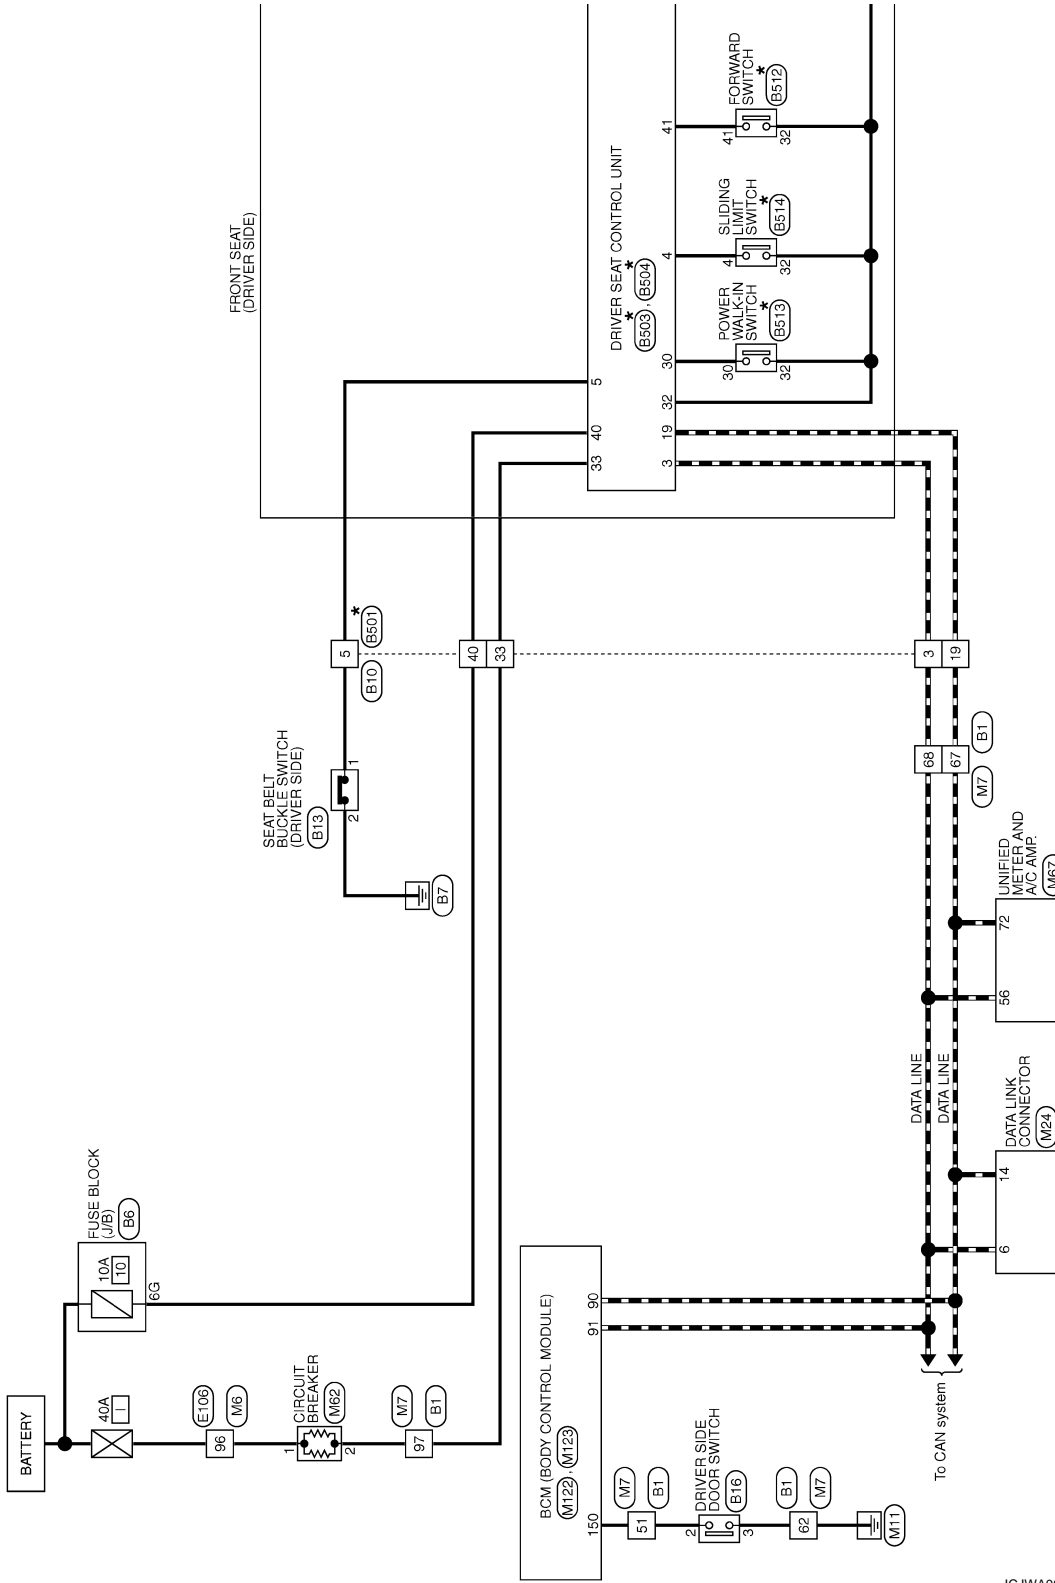 BATTERY
40A
I
FUSE BLOCK
(J/B)
B6
10A
10
6G
E106
M6
96
CIRCUIT
BREAKER
M62
1
2
M7
B1
97
FRONT SEAT
(DRIVER SIDE)
SEAT BELT
BUCKLE SWITCH
(DRIVER SIDE)
B13
2
1
B7
5
B501
*
B10
40
33
5
40
33
DRIVER SEAT CONTROL UNIT
B503 * , B504 *
41
4
30
32
19
3
FORWARD
SWITCH
*
B512
41
32
SLIDING
LIMIT
SWITCH
*
B514
4
32
POWER
WALK-IN
SWITCH
*
B513
30
32
3
19
68
67
B1
M7
UNIFIED
METER AND
A/C AMP.
M67
72
56
DATA LINE
DATA LINE
DATA LINK
CONNECTOR
M24
14
6
BCM (BODY CONTROL MODULE)
M122 , M123
90
91
150
M7
B1
51
DRIVER SIDE
DOOR SWITCH
B16
2
3
B1
M7
62
M11
To CAN system